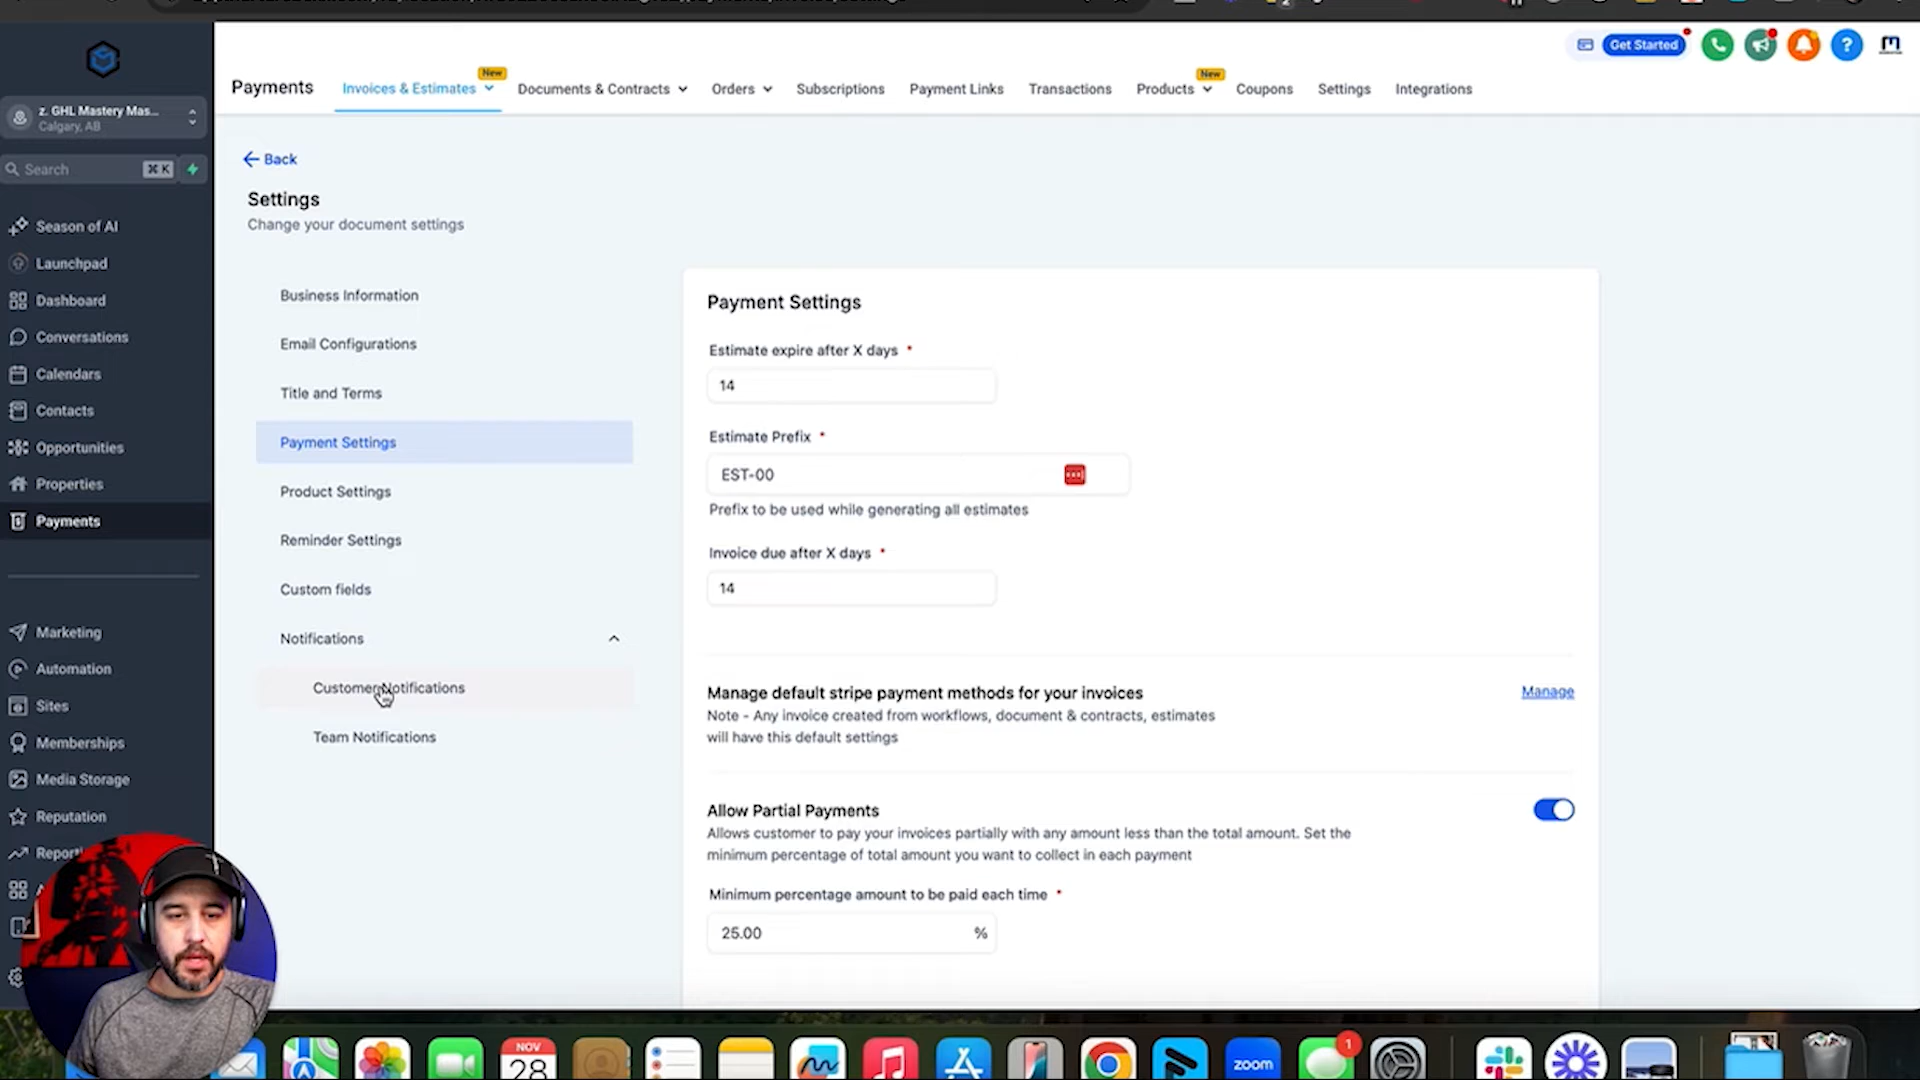 Get Started
?
Payments
Invoices & Estimates
New
Documents & Contracts
Orders
Subscriptions
Payment Links
Transactions
Products
New
Coupons
Settings
Integrations
z. GHL Mastery Mas...
Calgary, AB
Search
⌘ K
Season of AI
Launchpad
Dashboard
Conversations
Calendars
Contacts
Opportunities
Properties
Payments
Marketing
Automation
Sites
Memberships
Media Storage
Reputation
Reporti
Back
Settings
Change your document settings
Business Information
Email Configurations
Title and Terms
Payment Settings
Product Settings
Reminder Settings
Custom fields
Notifications
Customer Notifications
Team Notifications
Payment Settings
Estimate expire after X days *
14
Estimate Prefix *
EST-00
Prefix to be used while generating all estimates
Invoice due after X days *
14
Manage default stripe payment methods for your invoices
Manage
Note - Any invoice created from workflows, document & contracts, estimates
will have this default settings
Allow Partial Payments
Allows customer to pay your invoices partially with any amount less than the total amount. Set the
minimum percentage of total amount you want to collect in each payment
Minimum percentage amount to be paid each time *
25.00
%
NOV
28
zoom
1